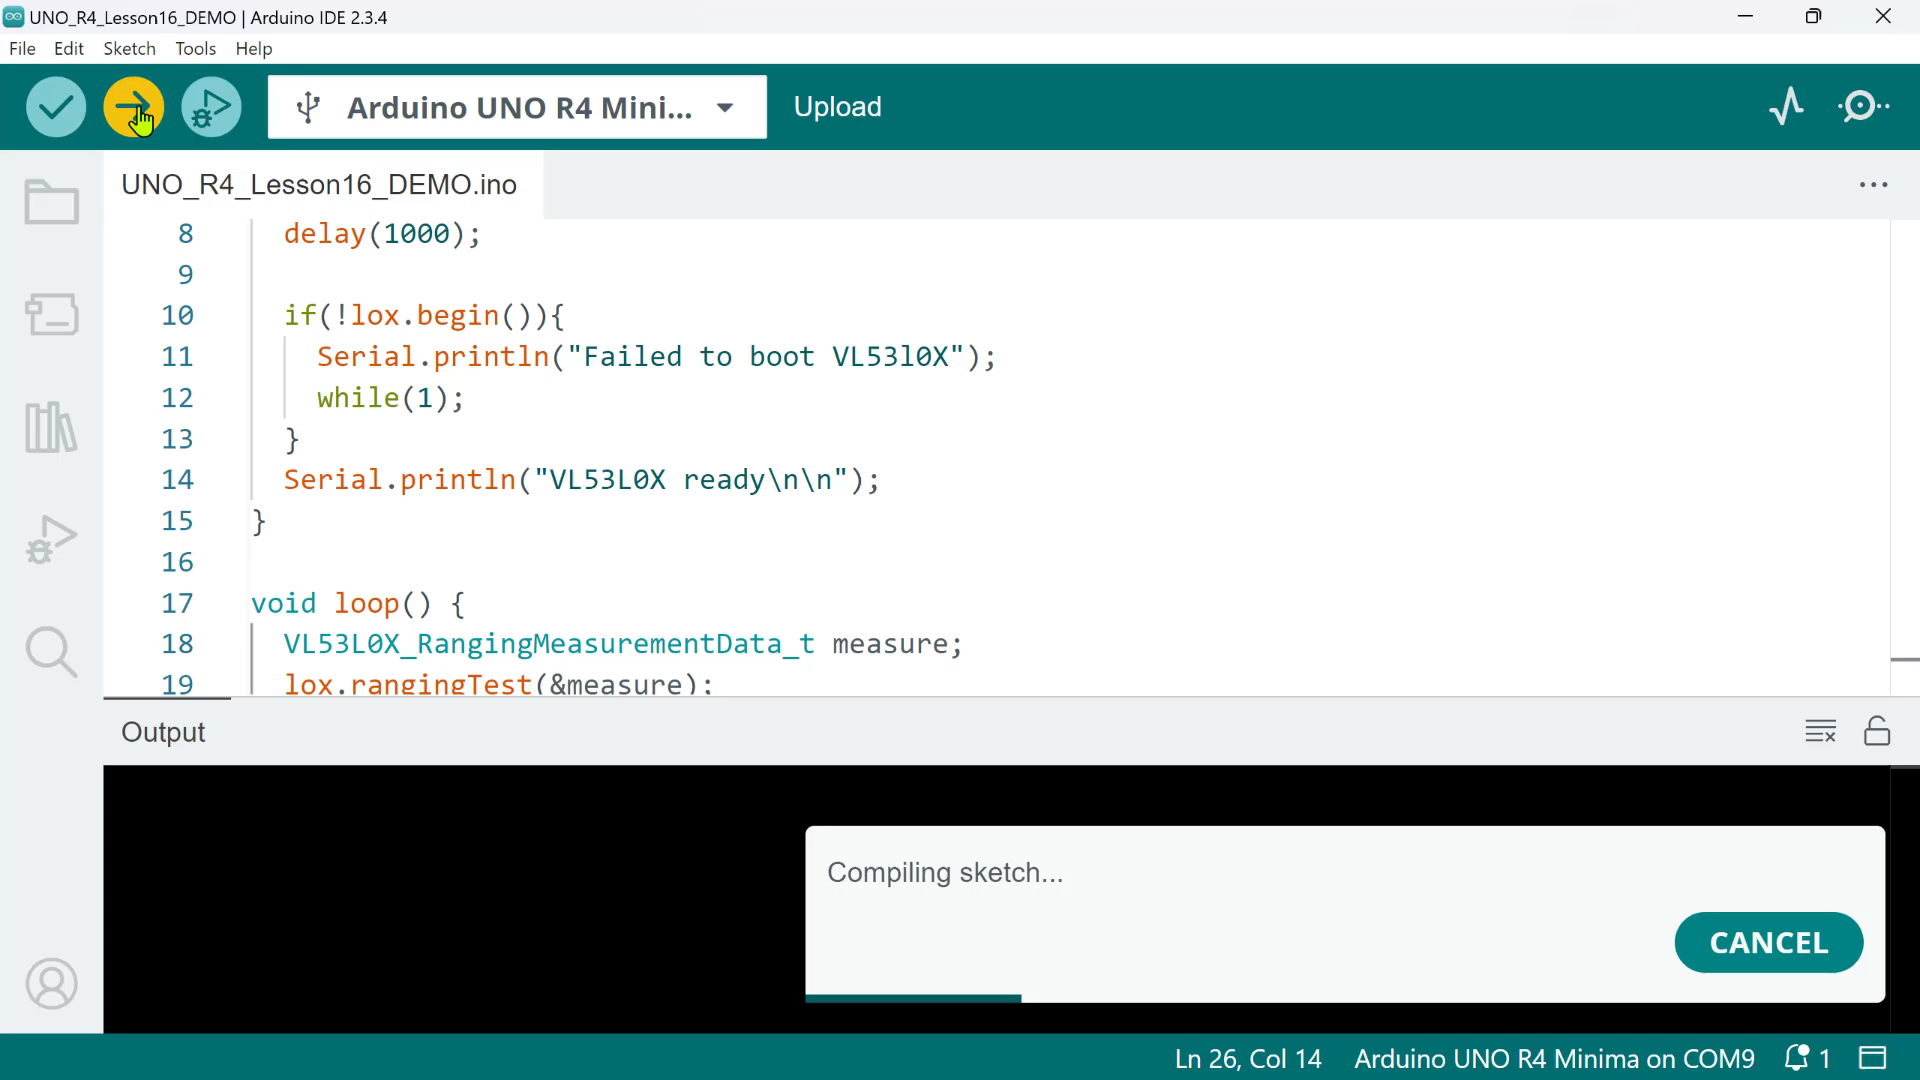 UNO_R4_Lesson16_DEMO | Arduino IDE 2.3.4
File Edit Sketch Tools Help
Arduino UNO R4 Mini... Upload
UNO_R4_Lesson16_DEMO.ino
8 delay(1000);
9
10 if(!lox.begin()){
11 Serial.println("Failed to boot VL53l0X");
12 while(1);
13 }
14 Serial.println("VL53L0X ready\n\n");
15 }
16
17 void loop() {
18 VL53L0X_RangingMeasurementData_t measure;
19 lox.rangingTest(&measure);
Output
Compiling sketch...
CANCEL
Ln 26, Col 14 Arduino UNO R4 Minima on COM9 1